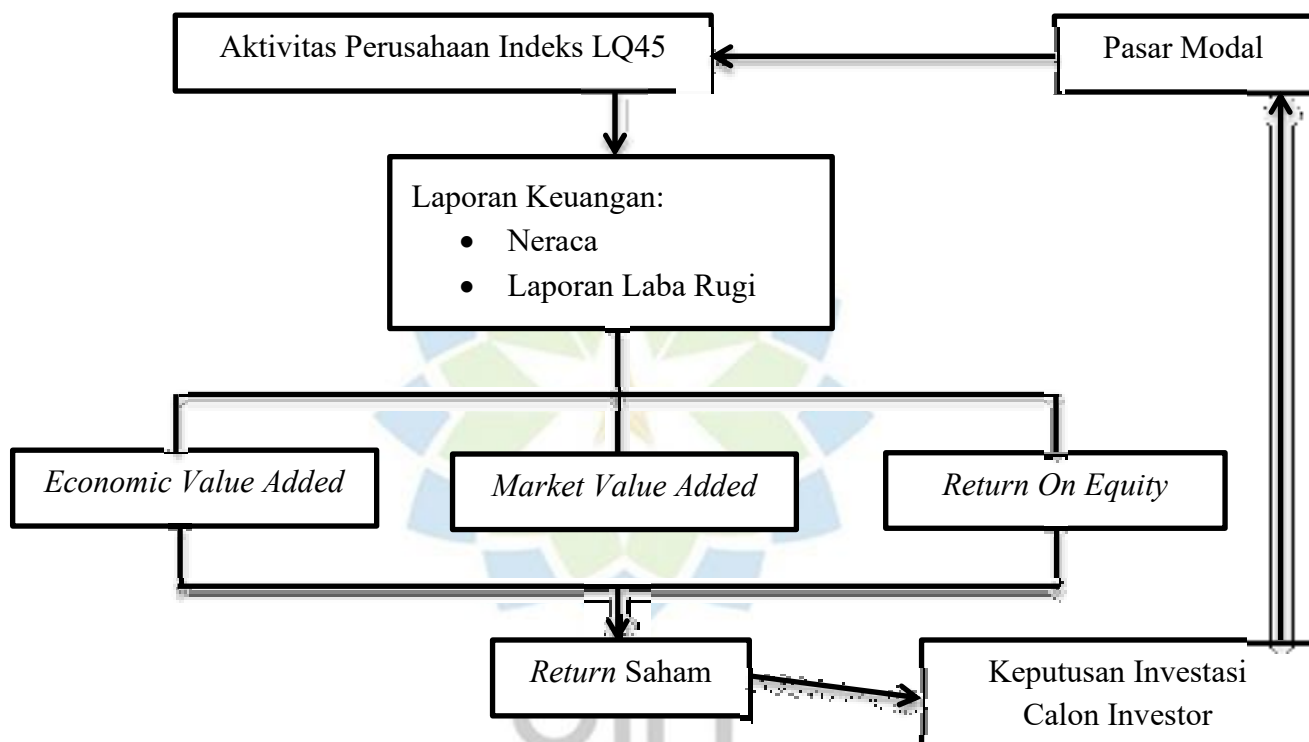 Aktivitas Perusahaan Indeks LQ45
Pasar Modal
Laporan Keuangan:
• Neraca
• Laporan Laba Rugi
Economic Value Added
Market Value Added
Return On Equity
Return Saham
Keputusan Investasi
Calon Investor